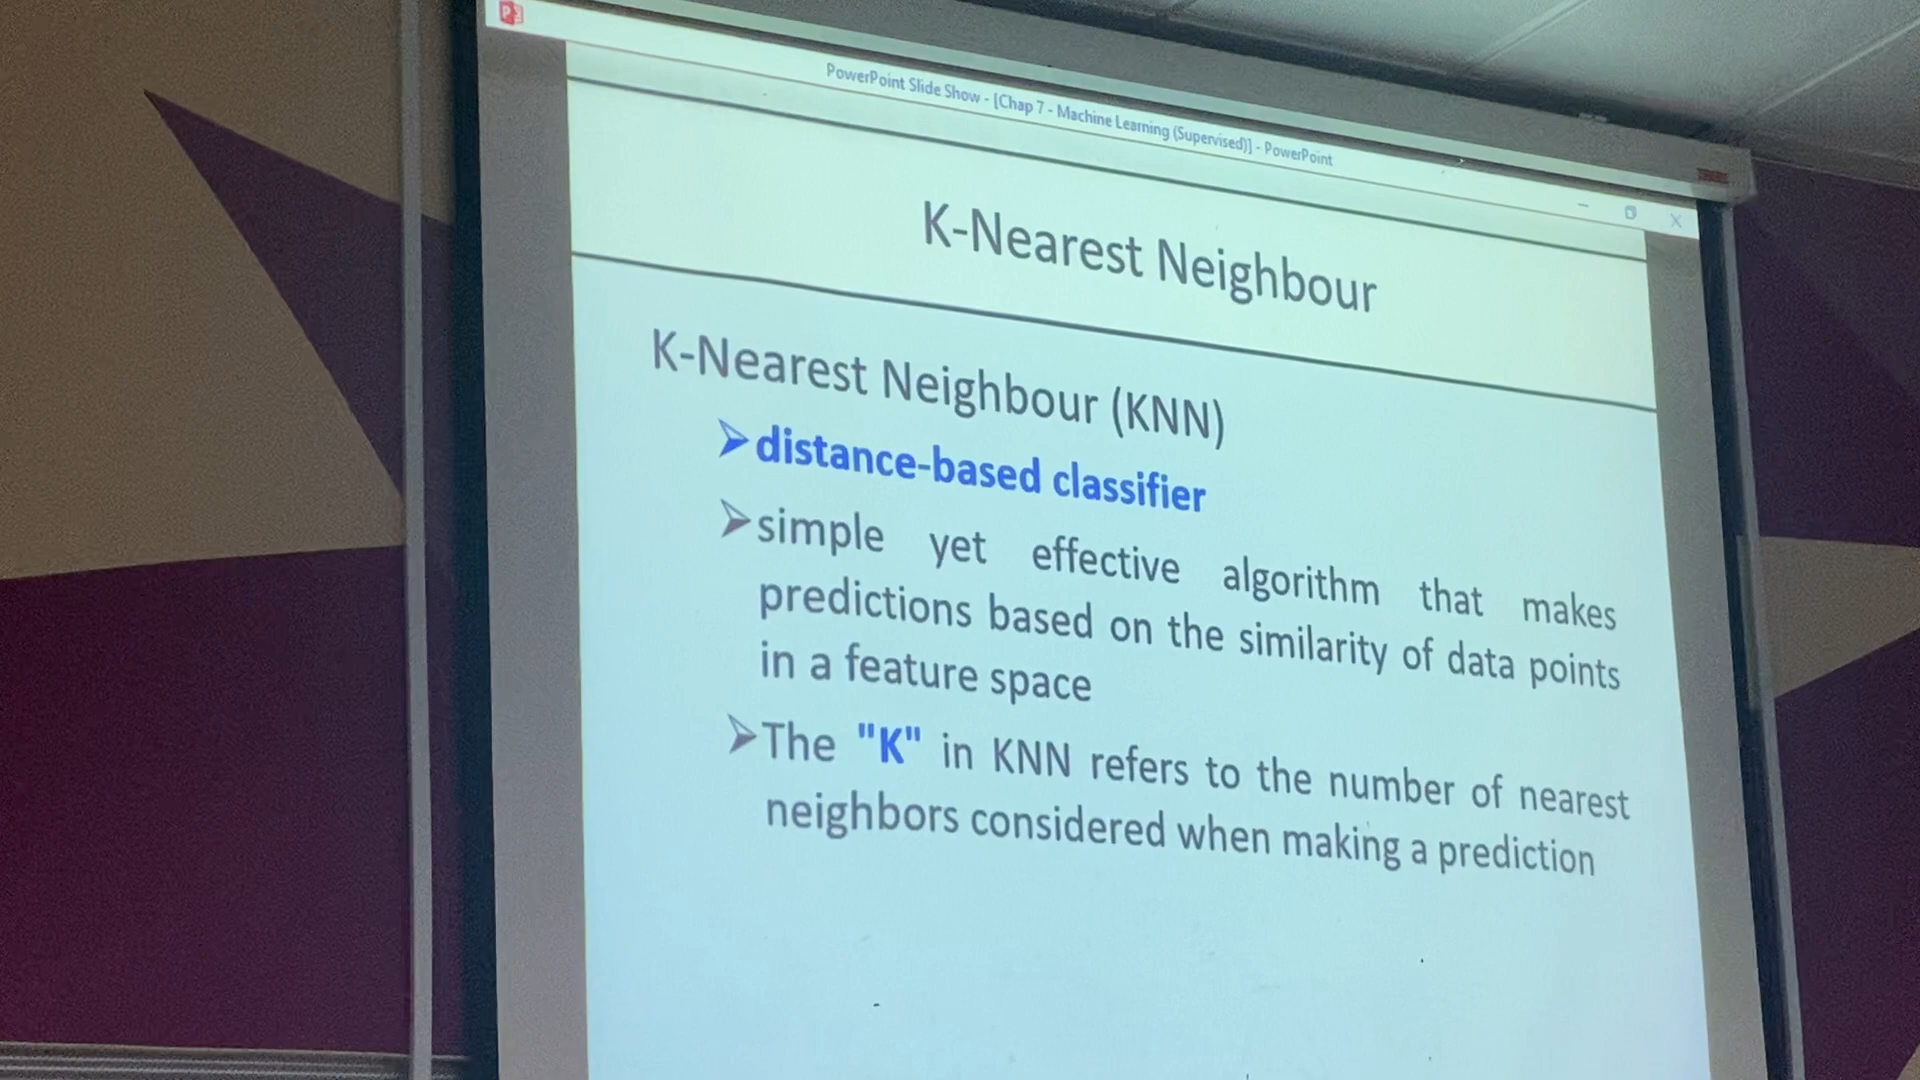 PowerPoint Slide Show - [Chap 7 - Machine Learning (Supervised)] - PowerPoint
K-Nearest Neighbour
K-Nearest Neighbour (KNN)
➢distance-based classifier
➢simple yet effective algorithm that makes
predictions based on the similarity of data points
in a feature space
➢The "K" in KNN refers to the number of nearest
neighbors considered when making a prediction